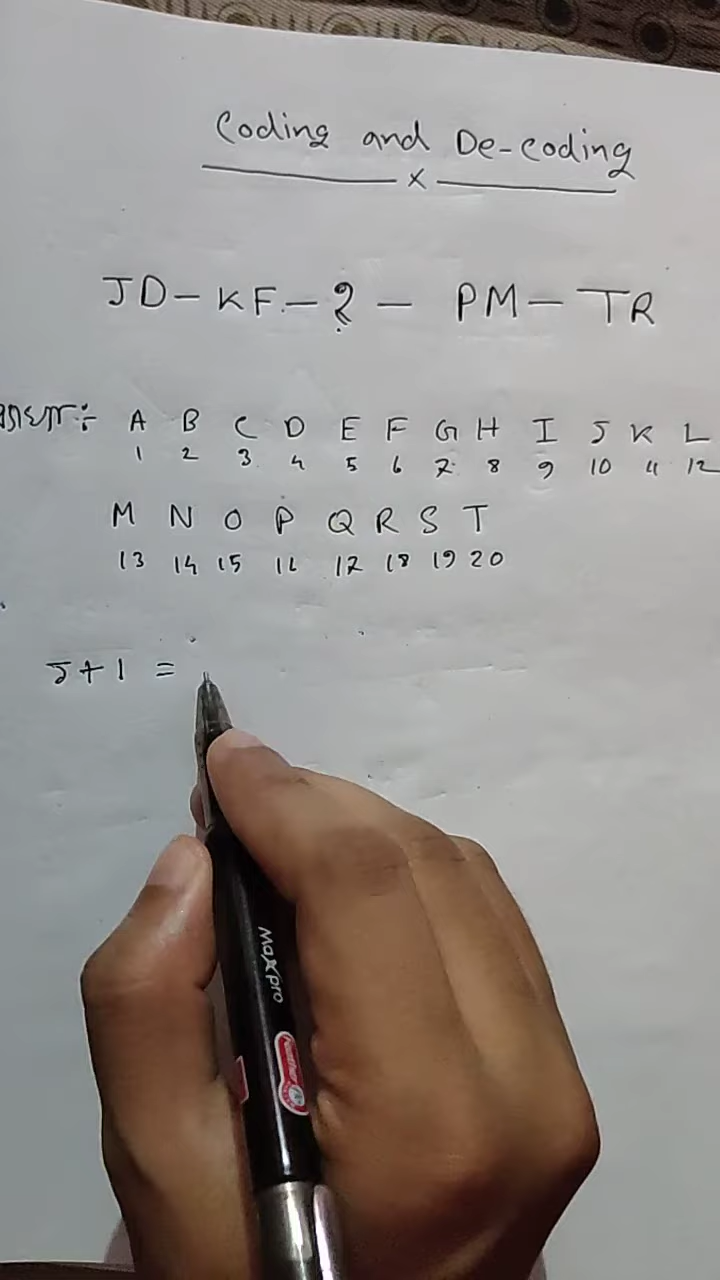 Coding and De-coding
x
JD - KF - ? - PM - TR
A B C D E F G H I J K L
1 2 3 4 5 6 7 8 9 10 11 12
M N O P Q R S T
13 14 15 16 17 18 19 20
J+1 =
Maxpro